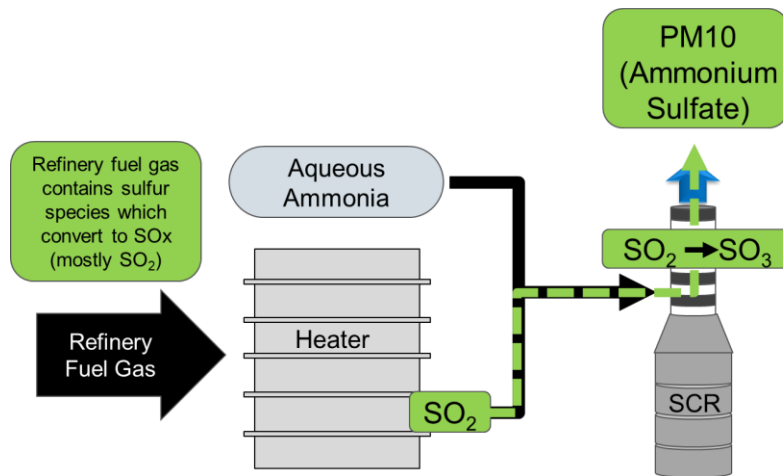 PM10
(Ammonium
Sulfate)
Refinery fuel gas
contains sulfur
species which
convert to SOx
(mostly SO₂)
Aqueous
Ammonia
SO₂ → SO₃
Refinery
Fuel Gas
Heater
SO₂
SCR